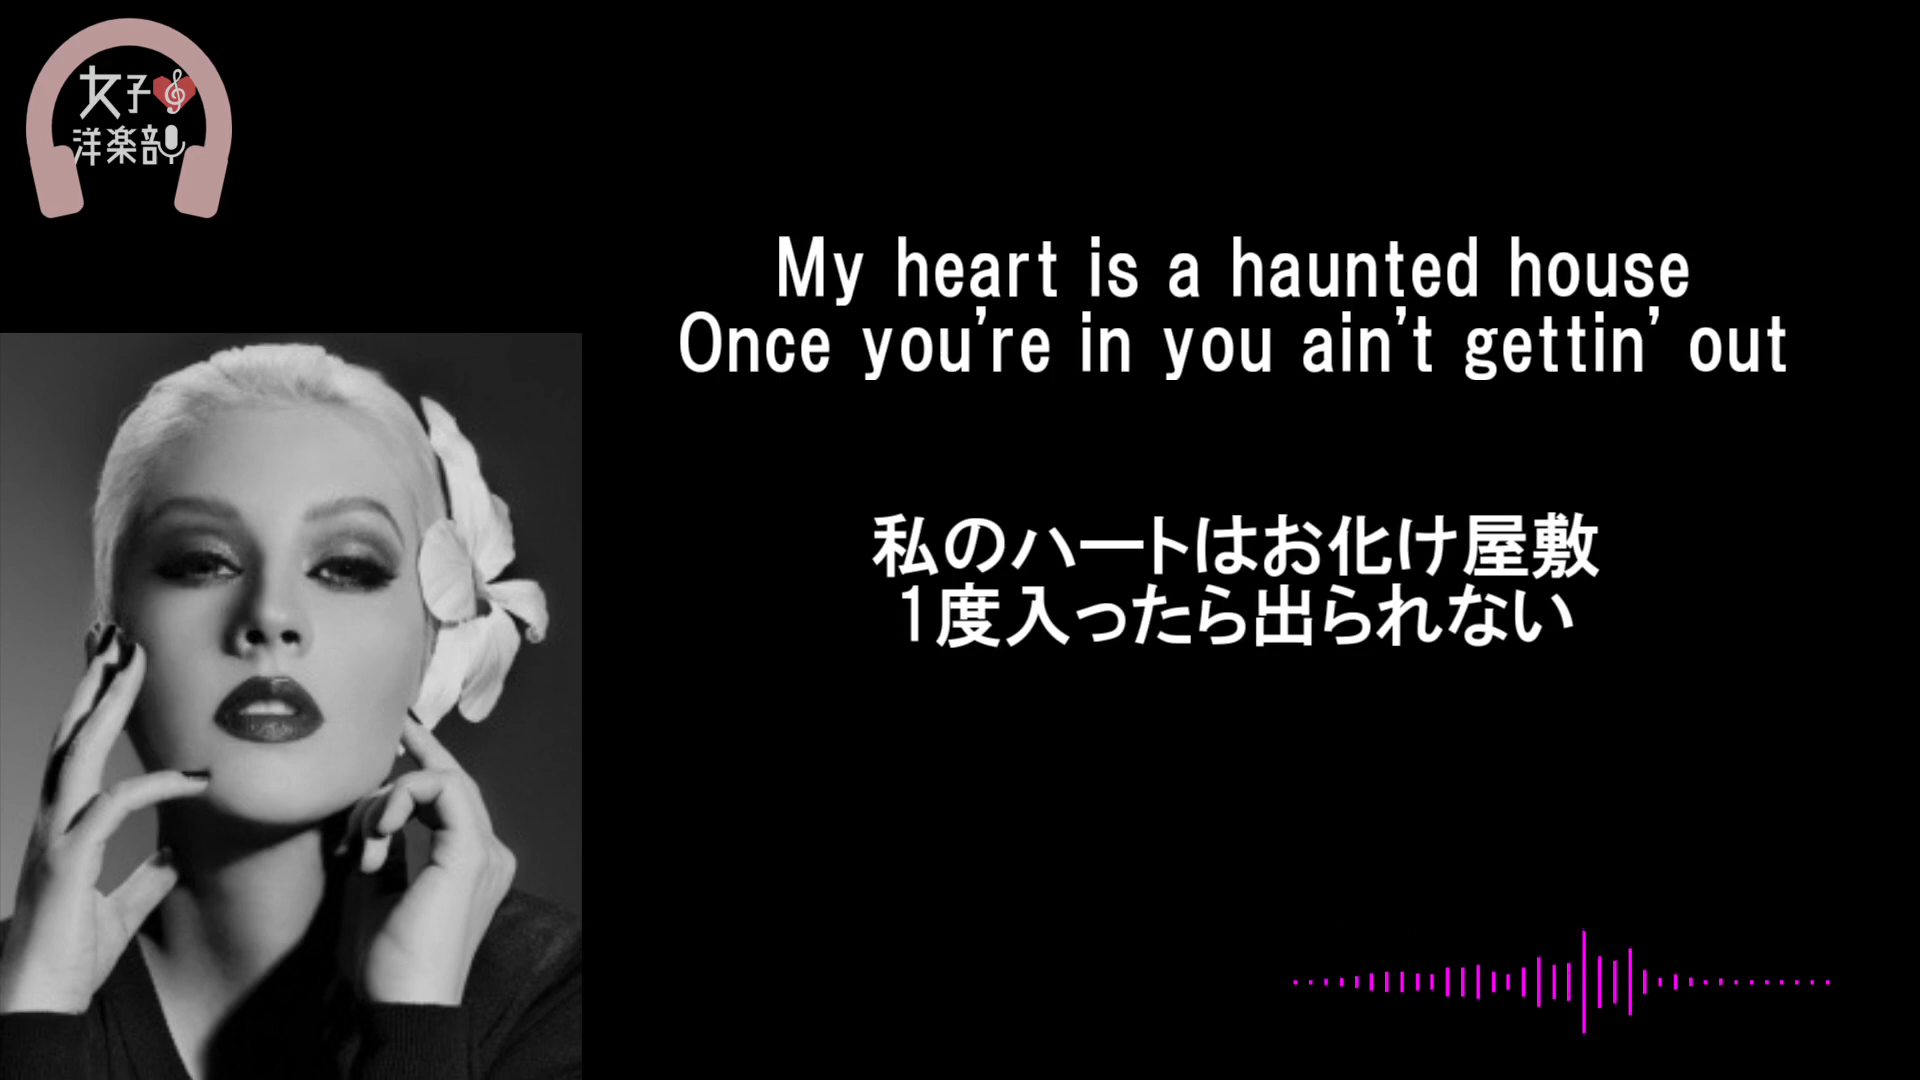 女子
洋楽部
My heart is a haunted house
Once you're in you ain't gettin' out
私のハートはお化け屋敷
1度入ったら出られない